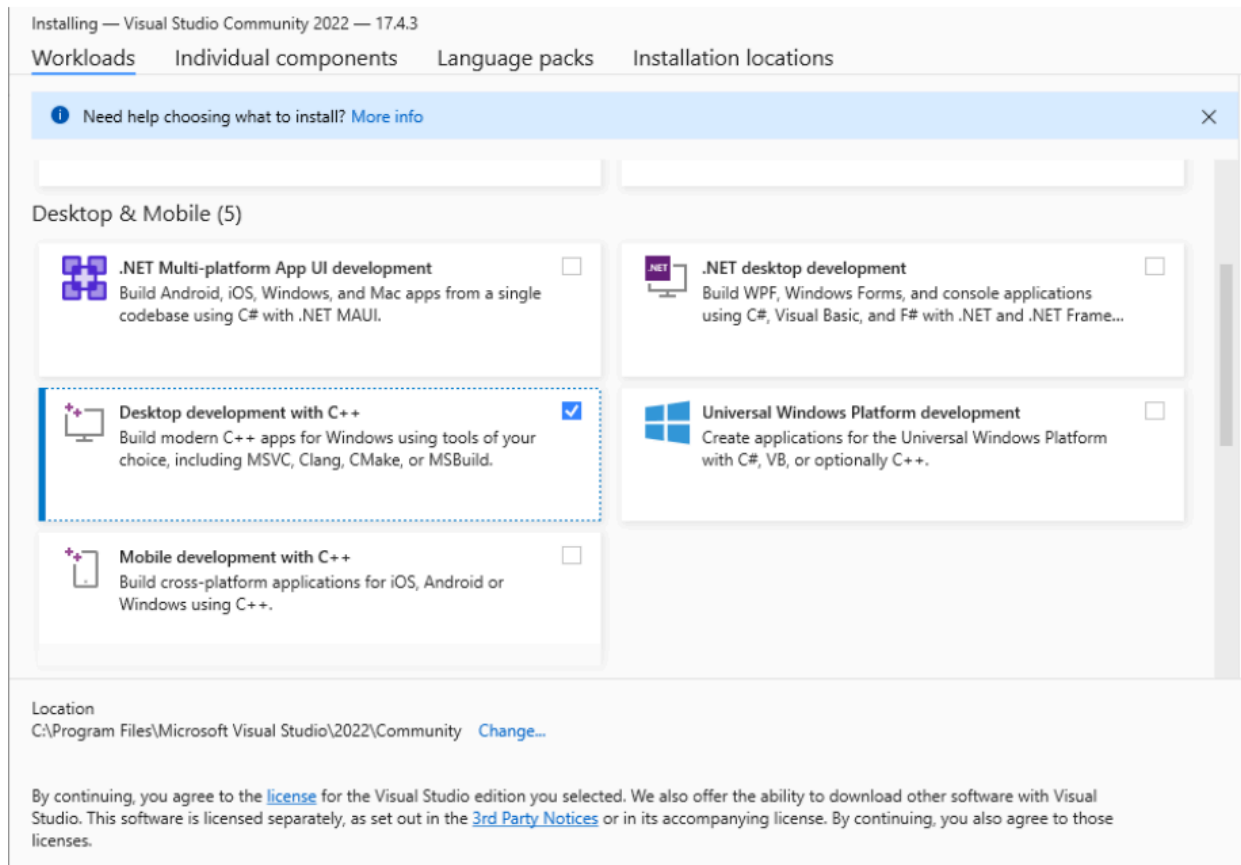 Installing — Visual Studio Community 2022 — 17.4.3
Workloads Individual components Language packs Installation locations
Need help choosing what to install? More info
Desktop & Mobile (5)
.NET Multi-platform App UI development
Build Android, iOS, Windows, and Mac apps from a single
codebase using C# with .NET MAUI.
.NET
.NET desktop development
Build WPF, Windows Forms, and console applications
using C#, Visual Basic, and F# with .NET and .NET Frame...
Desktop development with C++
Build modern C++ apps for Windows using tools of your
choice, including MSVC, Clang, CMake, or MSBuild.
Universal Windows Platform development
Create applications for the Universal Windows Platform
with C#, VB, or optionally C++.
Mobile development with C++
Build cross-platform applications for iOS, Android or
Windows using C++.
Location
C:\Program Files\Microsoft Visual Studio\2022\Community Change...
By continuing, you agree to the license for the Visual Studio edition you selected. We also offer the ability to download other software with Visual
Studio. This software is licensed separately, as set out in the 3rd Party Notices or in its accompanying license. By continuing, you also agree to those
licenses.